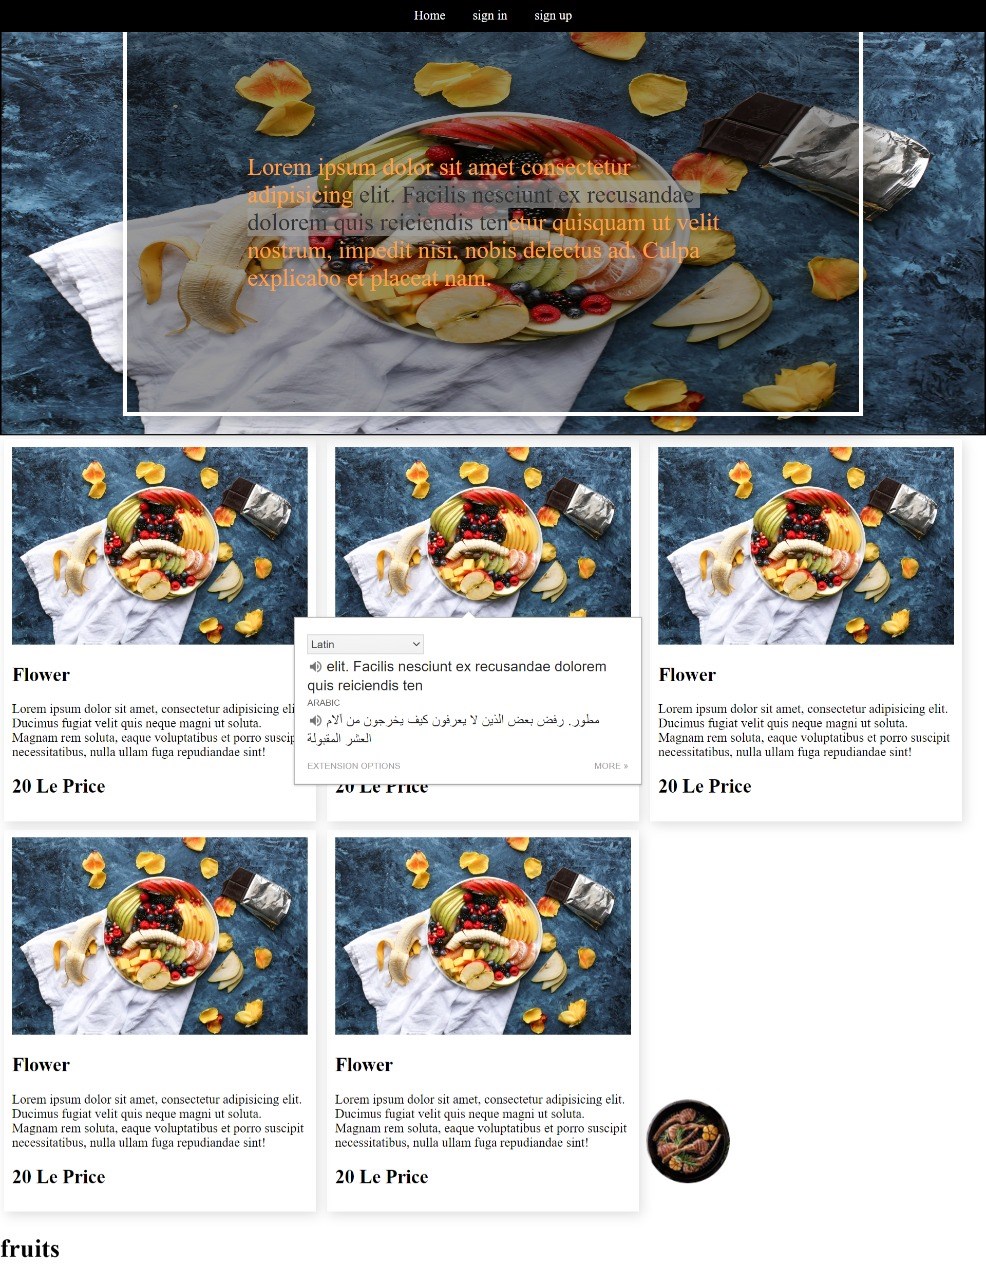 Home sign in sign up
Lorem ipsum dolor sit amet consectetur
adipisicing elit. Facilis nesciunt ex recusandae
dolorem quis reiciendis tenetur quisquam ut velit
nostrum, impedit nisi, nobis delectus ad. Culpa
explicabo et placeat nam.
Flower
Lorem ipsum dolor sit amet, consectetur adipisicing eli
Ducimus fugiat velit quis neque magni ut soluta.
Magnam rem soluta, eaque voluptatibus et porro susc
necessitatibus, nulla ullam fuga repudiandae sint!
20 Le Price
Latin
elit. Facilis nesciunt ex recusandae dolorem
quis reiciendis ten
ARABIC
مطور. رفض بعض الذين لا يعرفون كيف يخرجون من آلام
العشر المقبولة
EXTENSION OPTIONS MORE »
20 Le Price
Flower
Lorem ipsum dolor sit amet, consectetur adipisicing elit.
Ducimus fugiat velit quis neque magni ut soluta.
Magnam rem soluta, eaque voluptatibus et porro suscipit
necessitatibus, nulla ullam fuga repudiandae sint!
20 Le Price
Flower
Lorem ipsum dolor sit amet, consectetur adipisicing elit.
Ducimus fugiat velit quis neque magni ut soluta.
Magnam rem soluta, eaque voluptatibus et porro suscipit
necessitatibus, nulla ullam fuga repudiandae sint!
20 Le Price
Flower
Lorem ipsum dolor sit amet, consectetur adipisicing elit.
Ducimus fugiat velit quis neque magni ut soluta.
Magnam rem soluta, eaque voluptatibus et porro suscipit
necessitatibus, nulla ullam fuga repudiandae sint!
20 Le Price
fruits